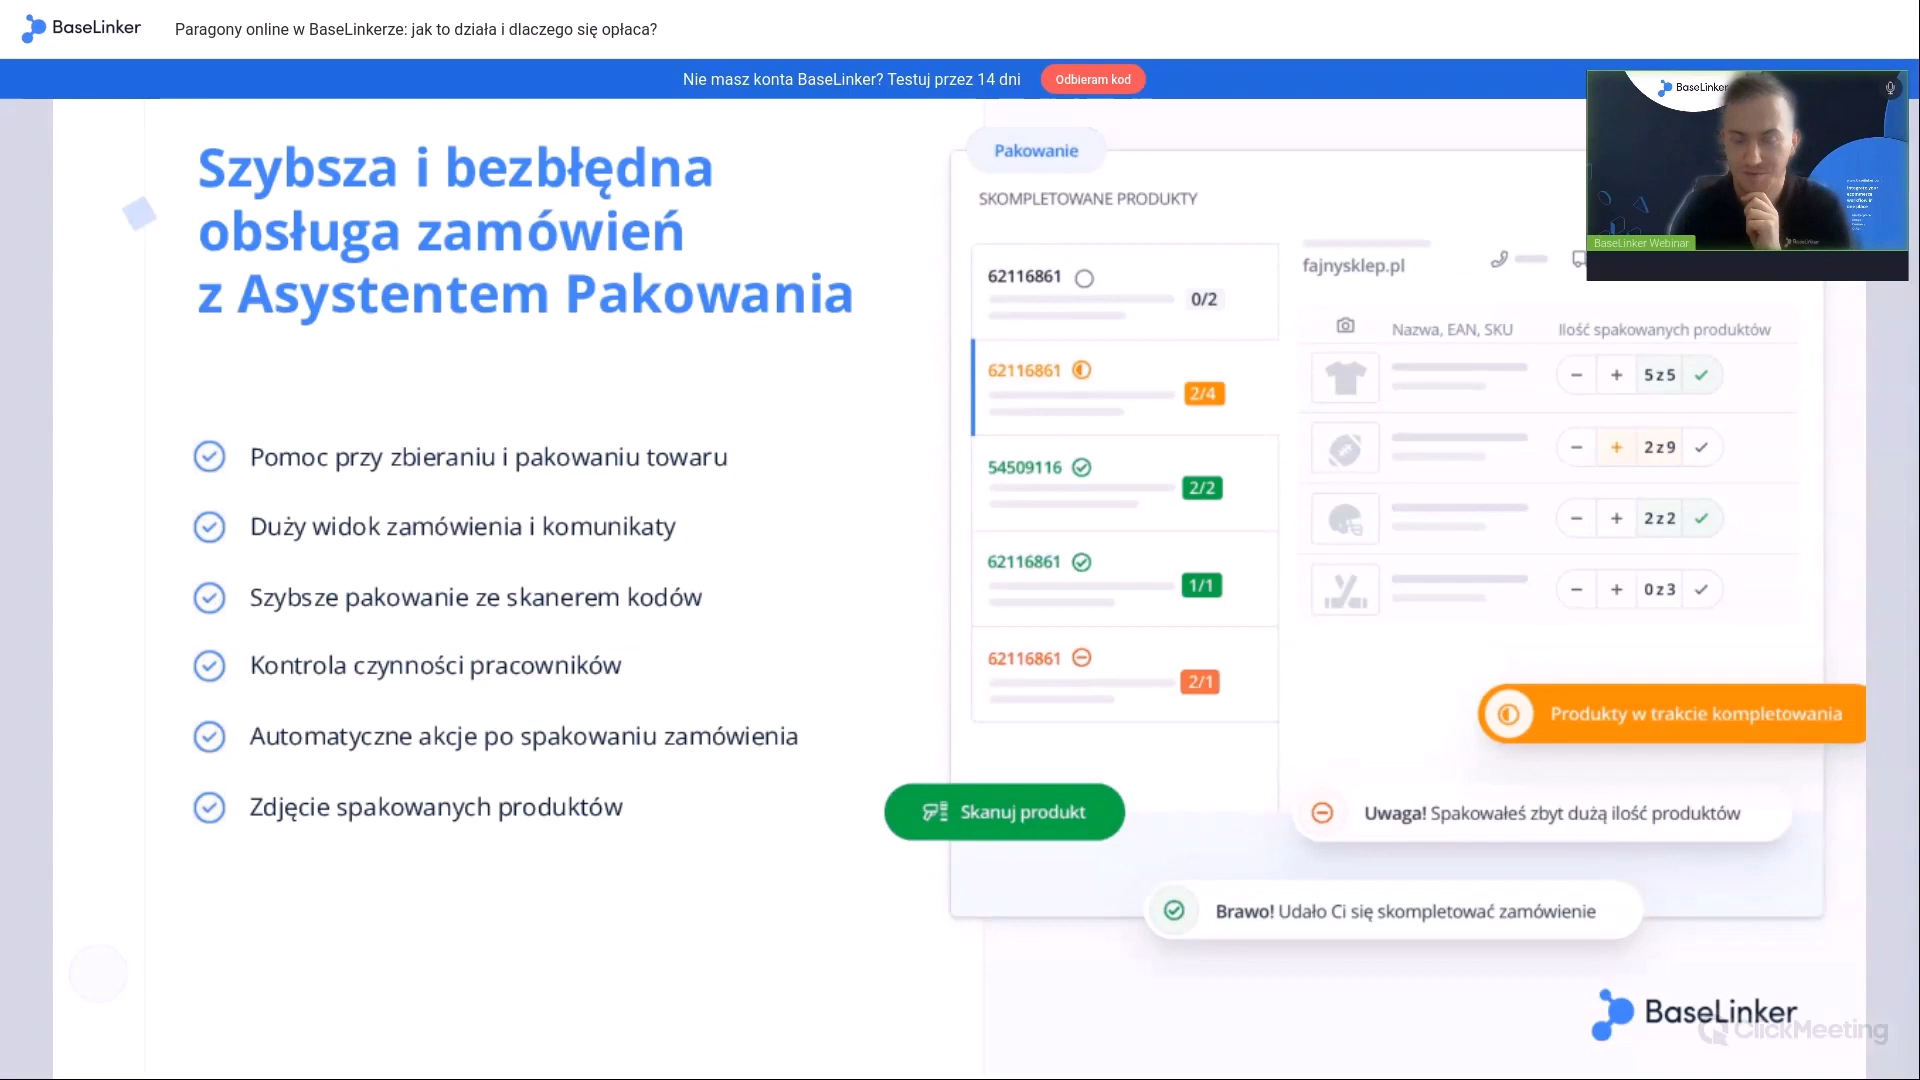 BaseLinker
Paragony online w BaseLinkerze: jak to działa i dlaczego się opłaca?
Nie masz konta BaseLinker? Testuj przez 14 dni
Odbieram kod
BaseLinker
BaseLinker Webinar
Szybsza i bezbłędna
obsługa zamówień
z Asystentem Pakowania
Pomoc przy zbieraniu i pakowaniu towaru
Duży widok zamówienia i komunikaty
Szybsze pakowanie ze skanerem kodów
Kontrola czynności pracowników
Automatyczne akcje po spakowaniu zamówienia
Zdjęcie spakowanych produktów
Pakowanie
SKOMPLETOWANE PRODUKTY
62116861
0/2
62116861
2/4
54509116
2/2
62116861
1/1
62116861
2/1
fajnysklep.pl
Nazwa, EAN, SKU
Ilość spakowanych produktów
− + 5 z 5
− + 2 z 9
− + 2 z 2
− + 0 z 3
Produkty w trakcie kompletowania
Skanuj produkt
Uwaga! Spakowałeś zbyt dużą ilość produktów
Brawo! Udało Ci się skompletować zamówienie
BaseLinker
ClickMeeting